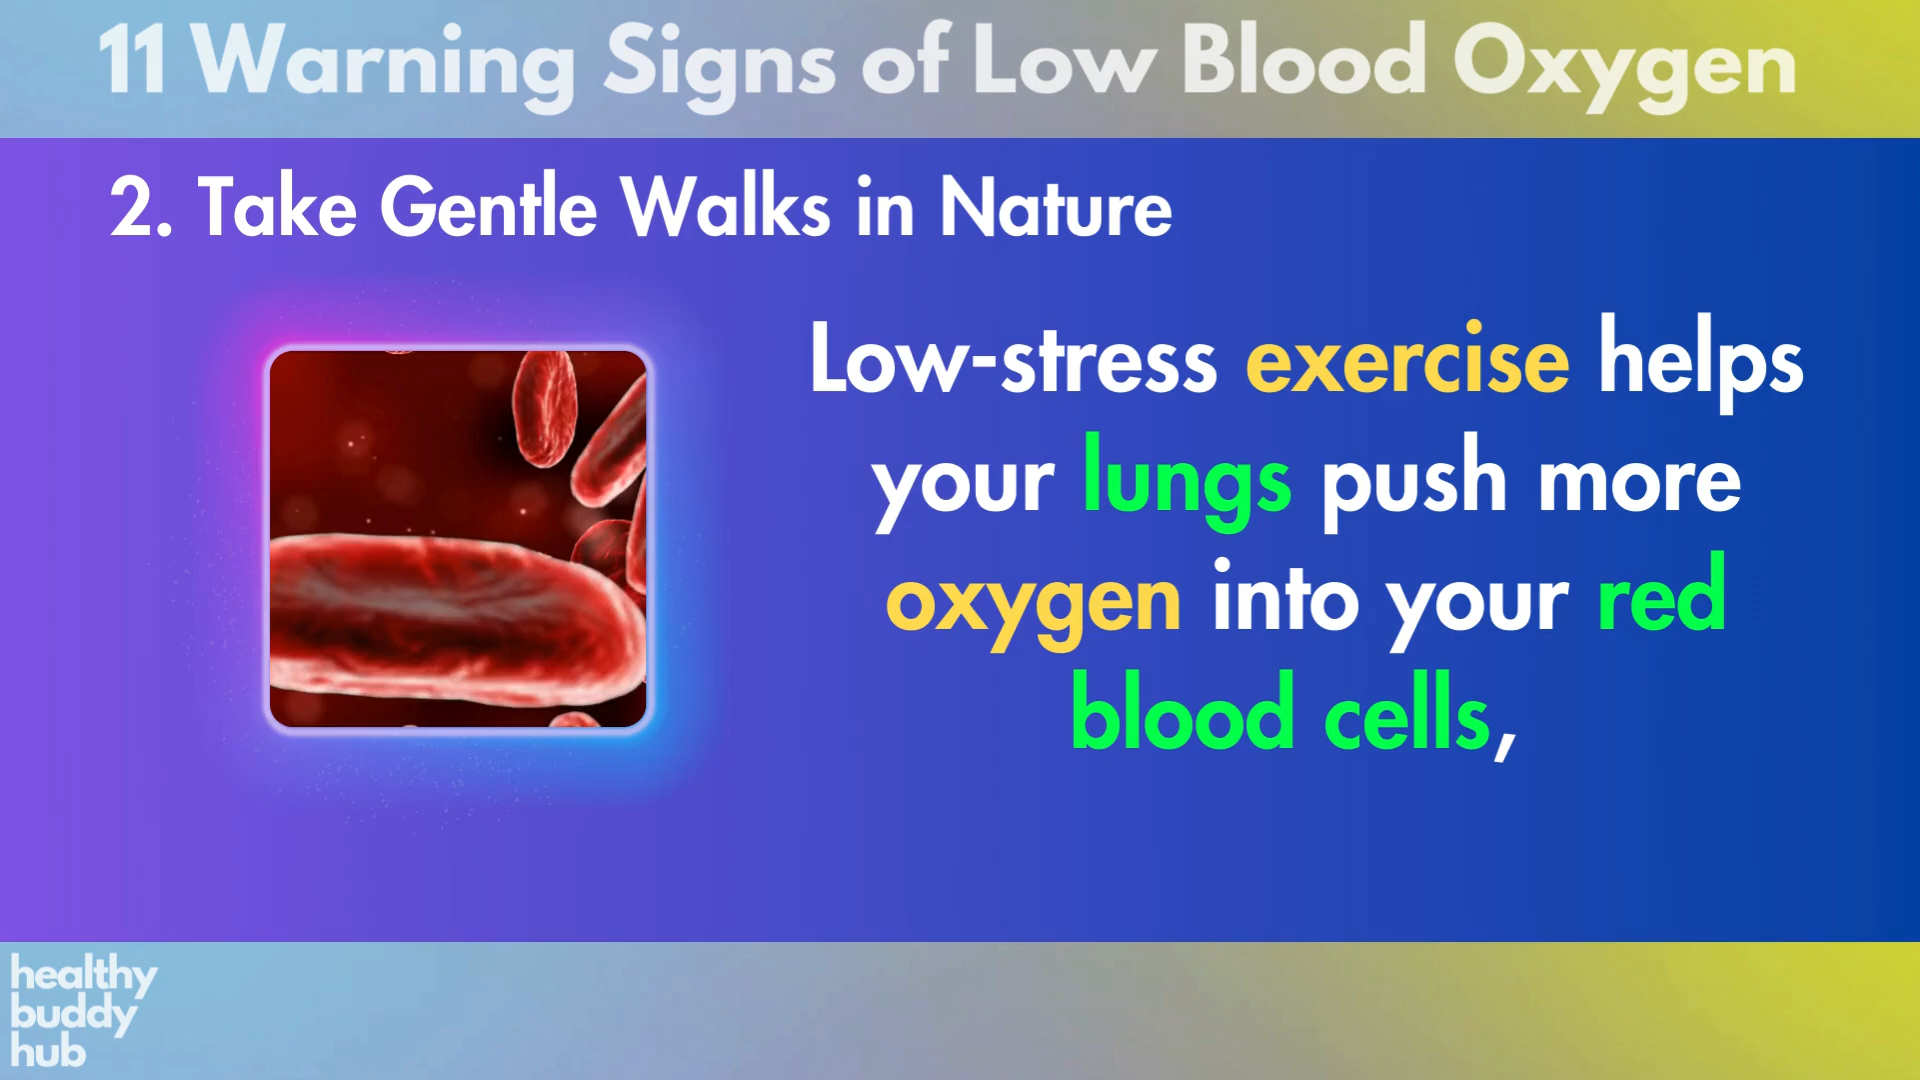 11 Warning Signs of Low Blood Oxygen
2. Take Gentle Walks in Nature
Low-stress exercise helps
your lungs push more
oxygen into your red
blood cells,
healthy
buddy
hub